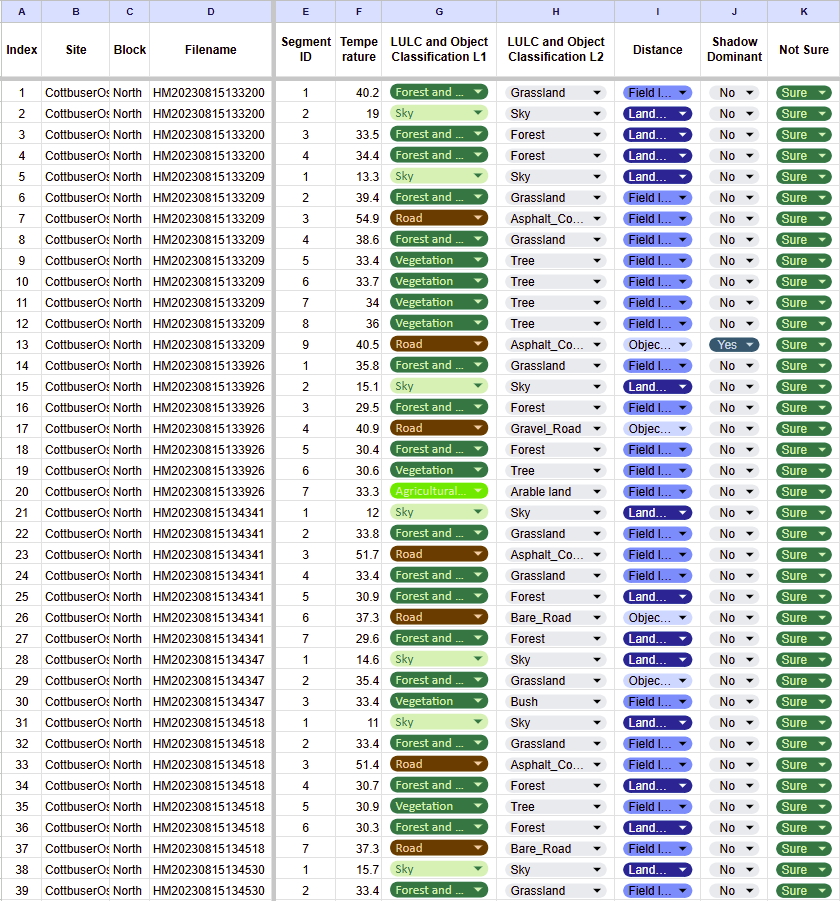 A B C D E F G H I J K
Index Site Block Filename Segment ID Tempe rature LULC and Object Classification L1 LULC and Object Classification L2 Distance Shadow Dominant Not Sure
1 CottbuserOs North HM20230815133200 1 40.2 Forest and ... Grassland Field l... No Sure
2 CottbuserOs North HM20230815133200 2 19 Sky Sky Land... No Sure
3 CottbuserOs North HM20230815133200 3 33.5 Forest and ... Forest Land... No Sure
4 CottbuserOs North HM20230815133200 4 34.4 Forest and ... Forest Land... No Sure
5 CottbuserOs North HM20230815133209 1 13.3 Sky Sky Land... No Sure
6 CottbuserOs North HM20230815133209 2 39.4 Forest and ... Grassland Field l... No Sure
7 CottbuserOs North HM20230815133209 3 54.9 Road Asphalt_Co... Field l... No Sure
8 CottbuserOs North HM20230815133209 4 38.6 Forest and ... Grassland Field l... No Sure
9 CottbuserOs North HM20230815133209 5 33.4 Vegetation Tree Field l... No Sure
10 CottbuserOs North HM20230815133209 6 33.7 Vegetation Tree Field l... No Sure
11 CottbuserOs North HM20230815133209 7 34 Vegetation Tree Field l... No Sure
12 CottbuserOs North HM20230815133209 8 36 Vegetation Tree Field l... No Sure
13 CottbuserOs North HM20230815133209 9 40.5 Road Asphalt_Co... Objec... Yes Sure
14 CottbuserOs North HM20230815133926 1 35.8 Forest and ... Grassland Field l... No Sure
15 CottbuserOs North HM20230815133926 2 15.1 Sky Sky Land... No Sure
16 CottbuserOs North HM20230815133926 3 29.5 Forest and ... Forest Field l... No Sure
17 CottbuserOs North HM20230815133926 4 40.9 Road Gravel_Road Objec... No Sure
18 CottbuserOs North HM20230815133926 5 30.4 Forest and ... Forest Field l... No Sure
19 CottbuserOs North HM20230815133926 6 30.6 Vegetation Tree Field l... No Sure
20 CottbuserOs North HM20230815133926 7 33.3 Agricultural... Arable land Field l... No Sure
21 CottbuserOs North HM20230815134341 1 12 Sky Sky Land... No Sure
22 CottbuserOs North HM20230815134341 2 33.8 Forest and ... Grassland Field l... No Sure
23 CottbuserOs North HM20230815134341 3 51.7 Road Asphalt_Co... Field l... No Sure
24 CottbuserOs North HM20230815134341 4 33.4 Forest and ... Grassland Field l... No Sure
25 CottbuserOs North HM20230815134341 5 30.9 Forest and ... Forest Land... No Sure
26 CottbuserOs North HM20230815134341 6 37.3 Road Bare_Road Objec... No Sure
27 CottbuserOs North HM20230815134341 7 29.6 Forest and ... Forest Land... No Sure
28 CottbuserOs North HM20230815134347 1 14.6 Sky Sky Land... No Sure
29 CottbuserOs North HM20230815134347 2 35.4 Forest and ... Grassland Objec... No Sure
30 CottbuserOs North HM20230815134347 3 33.4 Vegetation Bush Field l... No Sure
31 CottbuserOs North HM20230815134518 1 11 Sky Sky Land... No Sure
32 CottbuserOs North HM20230815134518 2 33.4 Forest and ... Grassland Field l... No Sure
33 CottbuserOs North HM20230815134518 3 51.4 Road Asphalt_Co... Field l... No Sure
34 CottbuserOs North HM20230815134518 4 30.7 Forest and ... Forest Land... No Sure
35 CottbuserOs North HM20230815134518 5 30.9 Vegetation Tree Field l... No Sure
36 CottbuserOs North HM20230815134518 6 30.3 Forest and ... Forest Land... No Sure
37 CottbuserOs North HM20230815134518 7 37.3 Road Bare_Road Field l... No Sure
38 CottbuserOs North HM20230815134530 1 15.7 Sky Sky Land... No Sure
39 CottbuserOs North HM20230815134530 2 33.4 Forest and ... Grassland Field l... No Sure